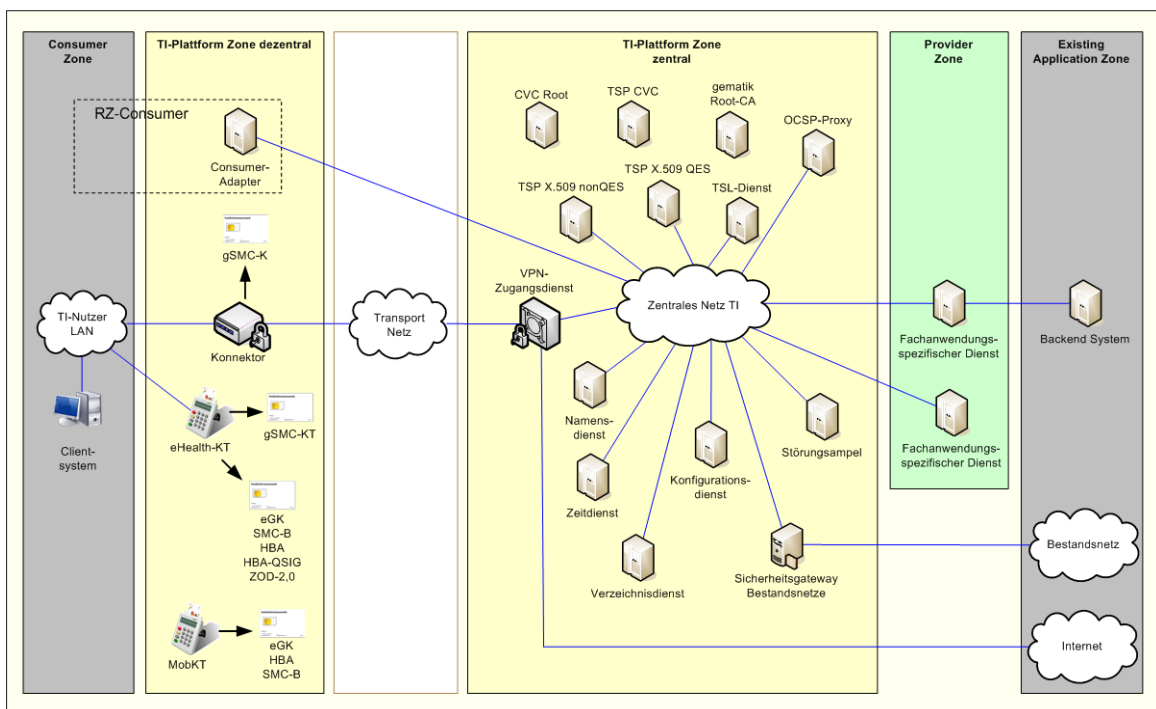 Consumer
Zone
TI-Plattform Zone dezentral
TI-Plattform Zone
zentral
Provider
Zone
Existing
Application Zone
RZ-Consumer
Consumer-
Adapter
CVC Root
TSP CVC
gematik
Root-CA
OCSP-Proxy
TSP X.509 nonQES
TSP X.509 QES
TSL-Dienst
gSMC-K
TI-Nutzer
LAN
Konnektor
Transport
Netz
VPN-
Zugangsdienst
Zentrales Netz TI
Fachanwendungs-
spezifischer Dienst
Backend System
Client-
system
eHealth-KT
gSMC-KT
Namens-
dienst
Zeitdienst
Konfigurations-
dienst
Störungsampel
Fachanwendungs-
spezifischer Dienst
eGK
SMC-B
HBA
HBA-QSIG
ZOD-2,0
Verzeichnisdienst
Sicherheitsgateway
Bestandsnetze
Bestandsnetz
MobKT
eGK
HBA
SMC-B
Internet